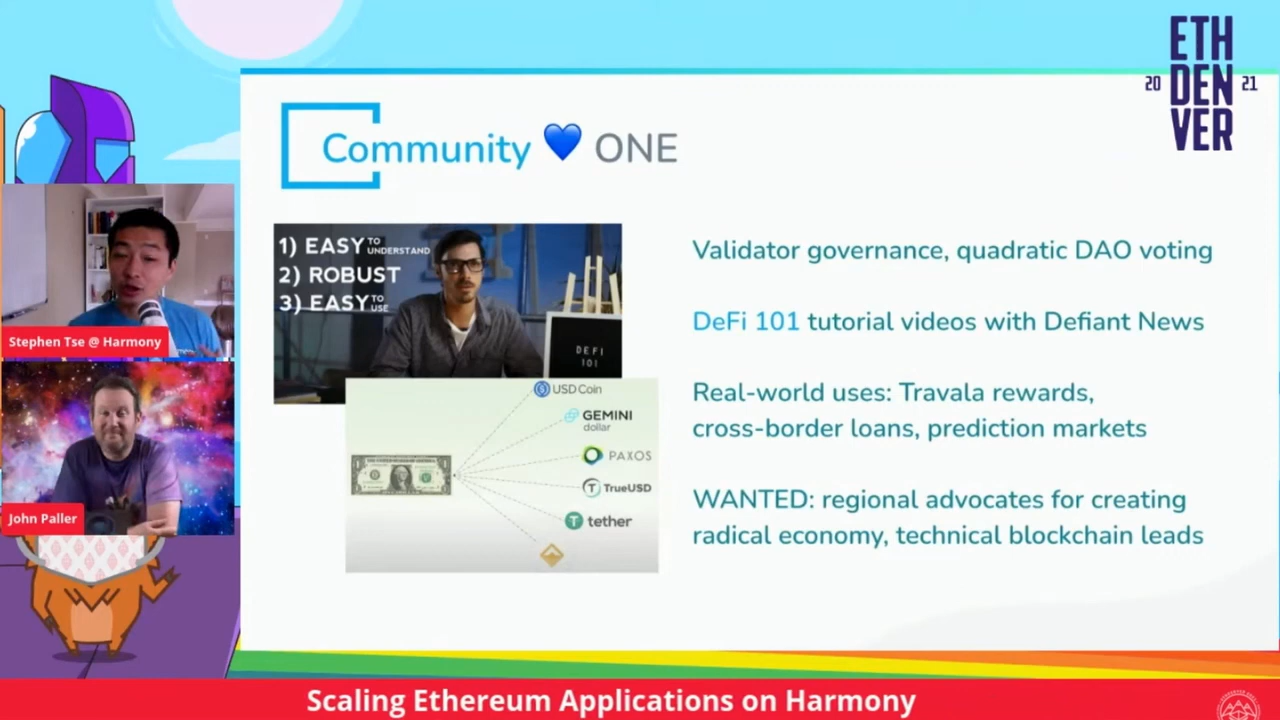 ETH
20 DEN 21
VER
Community 💙 ONE
1) EASY TO UNDERSTAND
2) ROBUST
3) EASY TO USE
DEFI
101
USD Coin
GEMINI
dollar
PAXOS
TrueUSD
tether
Validator governance, quadratic DAO voting
DeFi 101 tutorial videos with Defiant News
Real-world uses: Travala rewards,
cross-border loans, prediction markets
WANTED: regional advocates for creating
radical economy, technical blockchain leads
Stephen Tse @ Harmony
John Paller
Scaling Ethereum Applications on Harmony